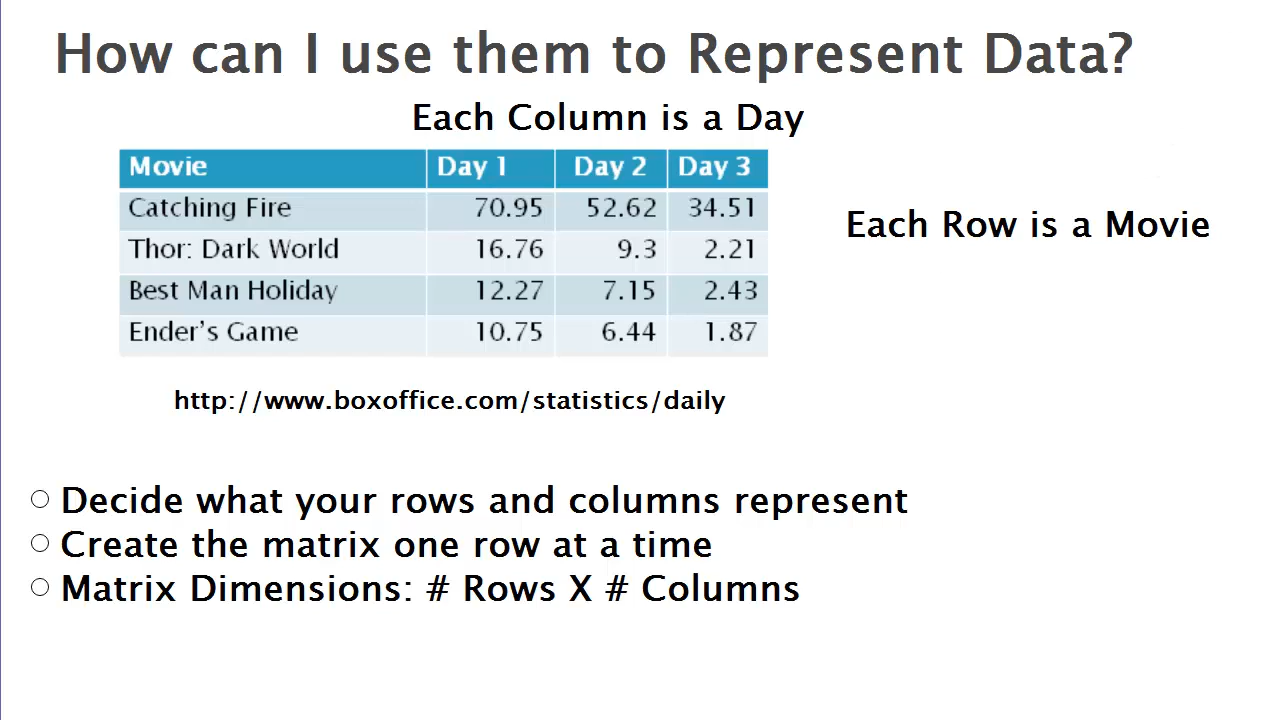 How can I use them to Represent Data?
Each Column is a Day
Movie Day 1 Day 2 Day 3
Catching Fire 70.95 52.62 34.51
Thor: Dark World 16.76 9.3 2.21
Best Man Holiday 12.27 7.15 2.43
Ender's Game 10.75 6.44 1.87
Each Row is a Movie
http://www.boxoffice.com/statistics/daily
Decide what your rows and columns represent
Create the matrix one row at a time
Matrix Dimensions: # Rows X # Columns